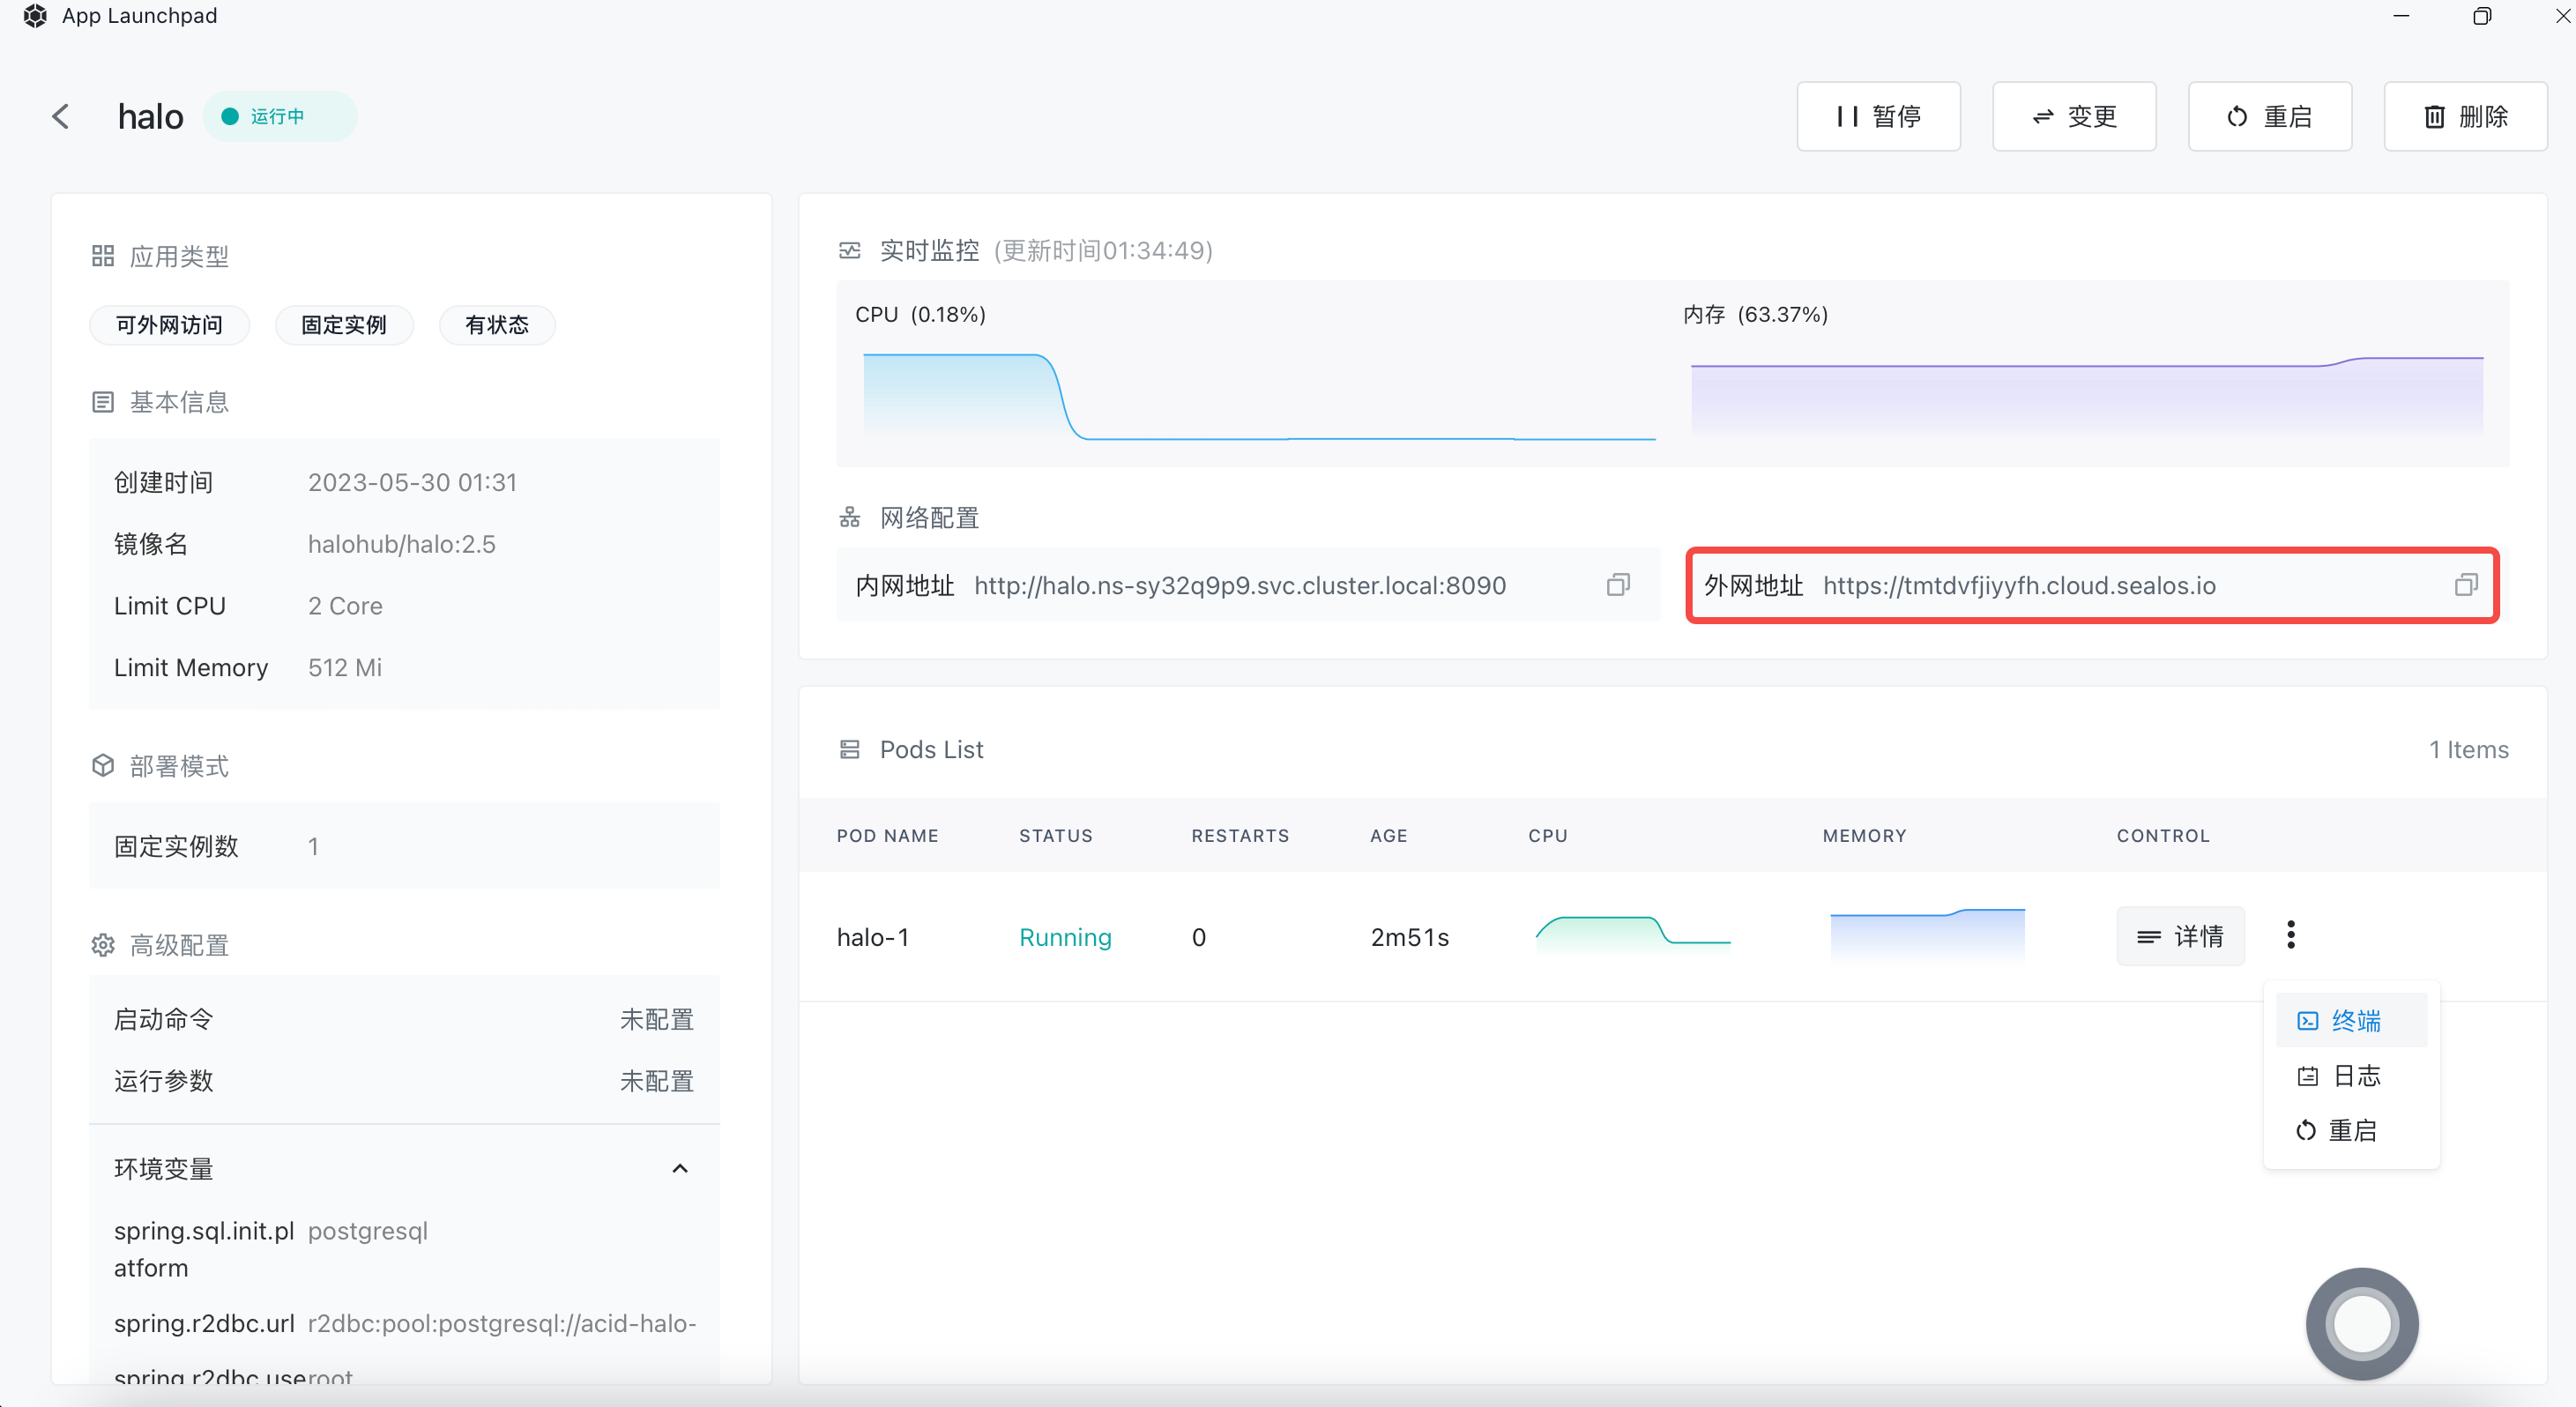 App Launchpad
halo
运行中
暂停
变更
重启
删除
应用类型
可外网访问
固定实例
有状态
基本信息
创建时间 2023-05-30 01:31
镜像名 halohub/halo:2.5
Limit CPU 2 Core
Limit Memory 512 Mi
部署模式
固定实例数 1
高级配置
启动命令 未配置
运行参数 未配置
环境变量
spring.sql.init.pl postgresql
atform
spring.r2dbc.url r2dbc:pool:postgresql://acid-halo-
spring.r2dbc.use root
实时监控 (更新时间01:34:49)
CPU (0.18%)
内存 (63.37%)
网络配置
内网地址 http://halo.ns-sy32q9p9.svc.cluster.local:8090
外网地址 https://tmtdvfjiyyfh.cloud.sealos.io
Pods List
1 Items
POD NAME STATUS RESTARTS AGE CPU MEMORY CONTROL
halo-1 Running 0 2m51s 详情
终端
日志
重启